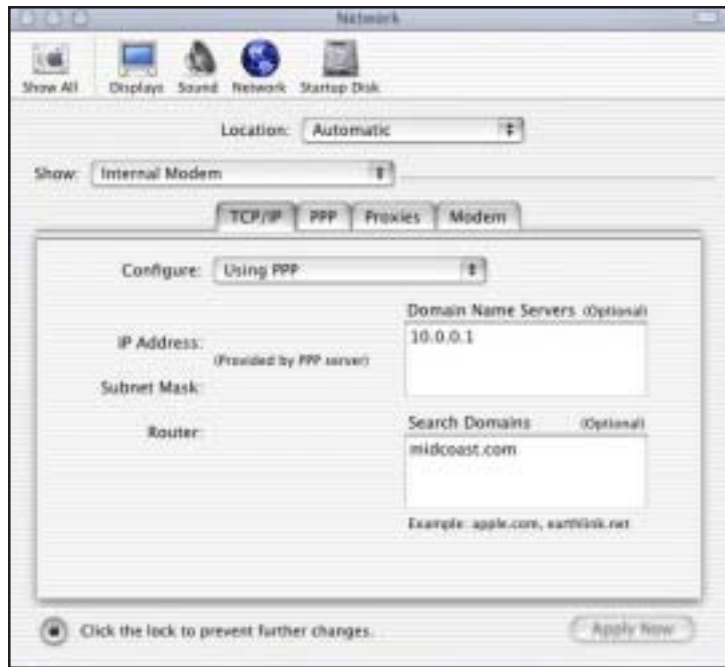 Network
Show All Displays Sound Network Startup Disk
Location: Automatic
Show: Internal Modem
TCP/IP PPP Proxies Modem
Configure: Using PPP
Domain Name Servers (Optional)
10.0.0.1
IP Address:
(Provided by PPP server)
Subnet Mask:
Router:
Search Domains (Optional)
midcoast.com
Example: apple.com, earthlink.net
Click the lock to prevent further changes.
Apply Now